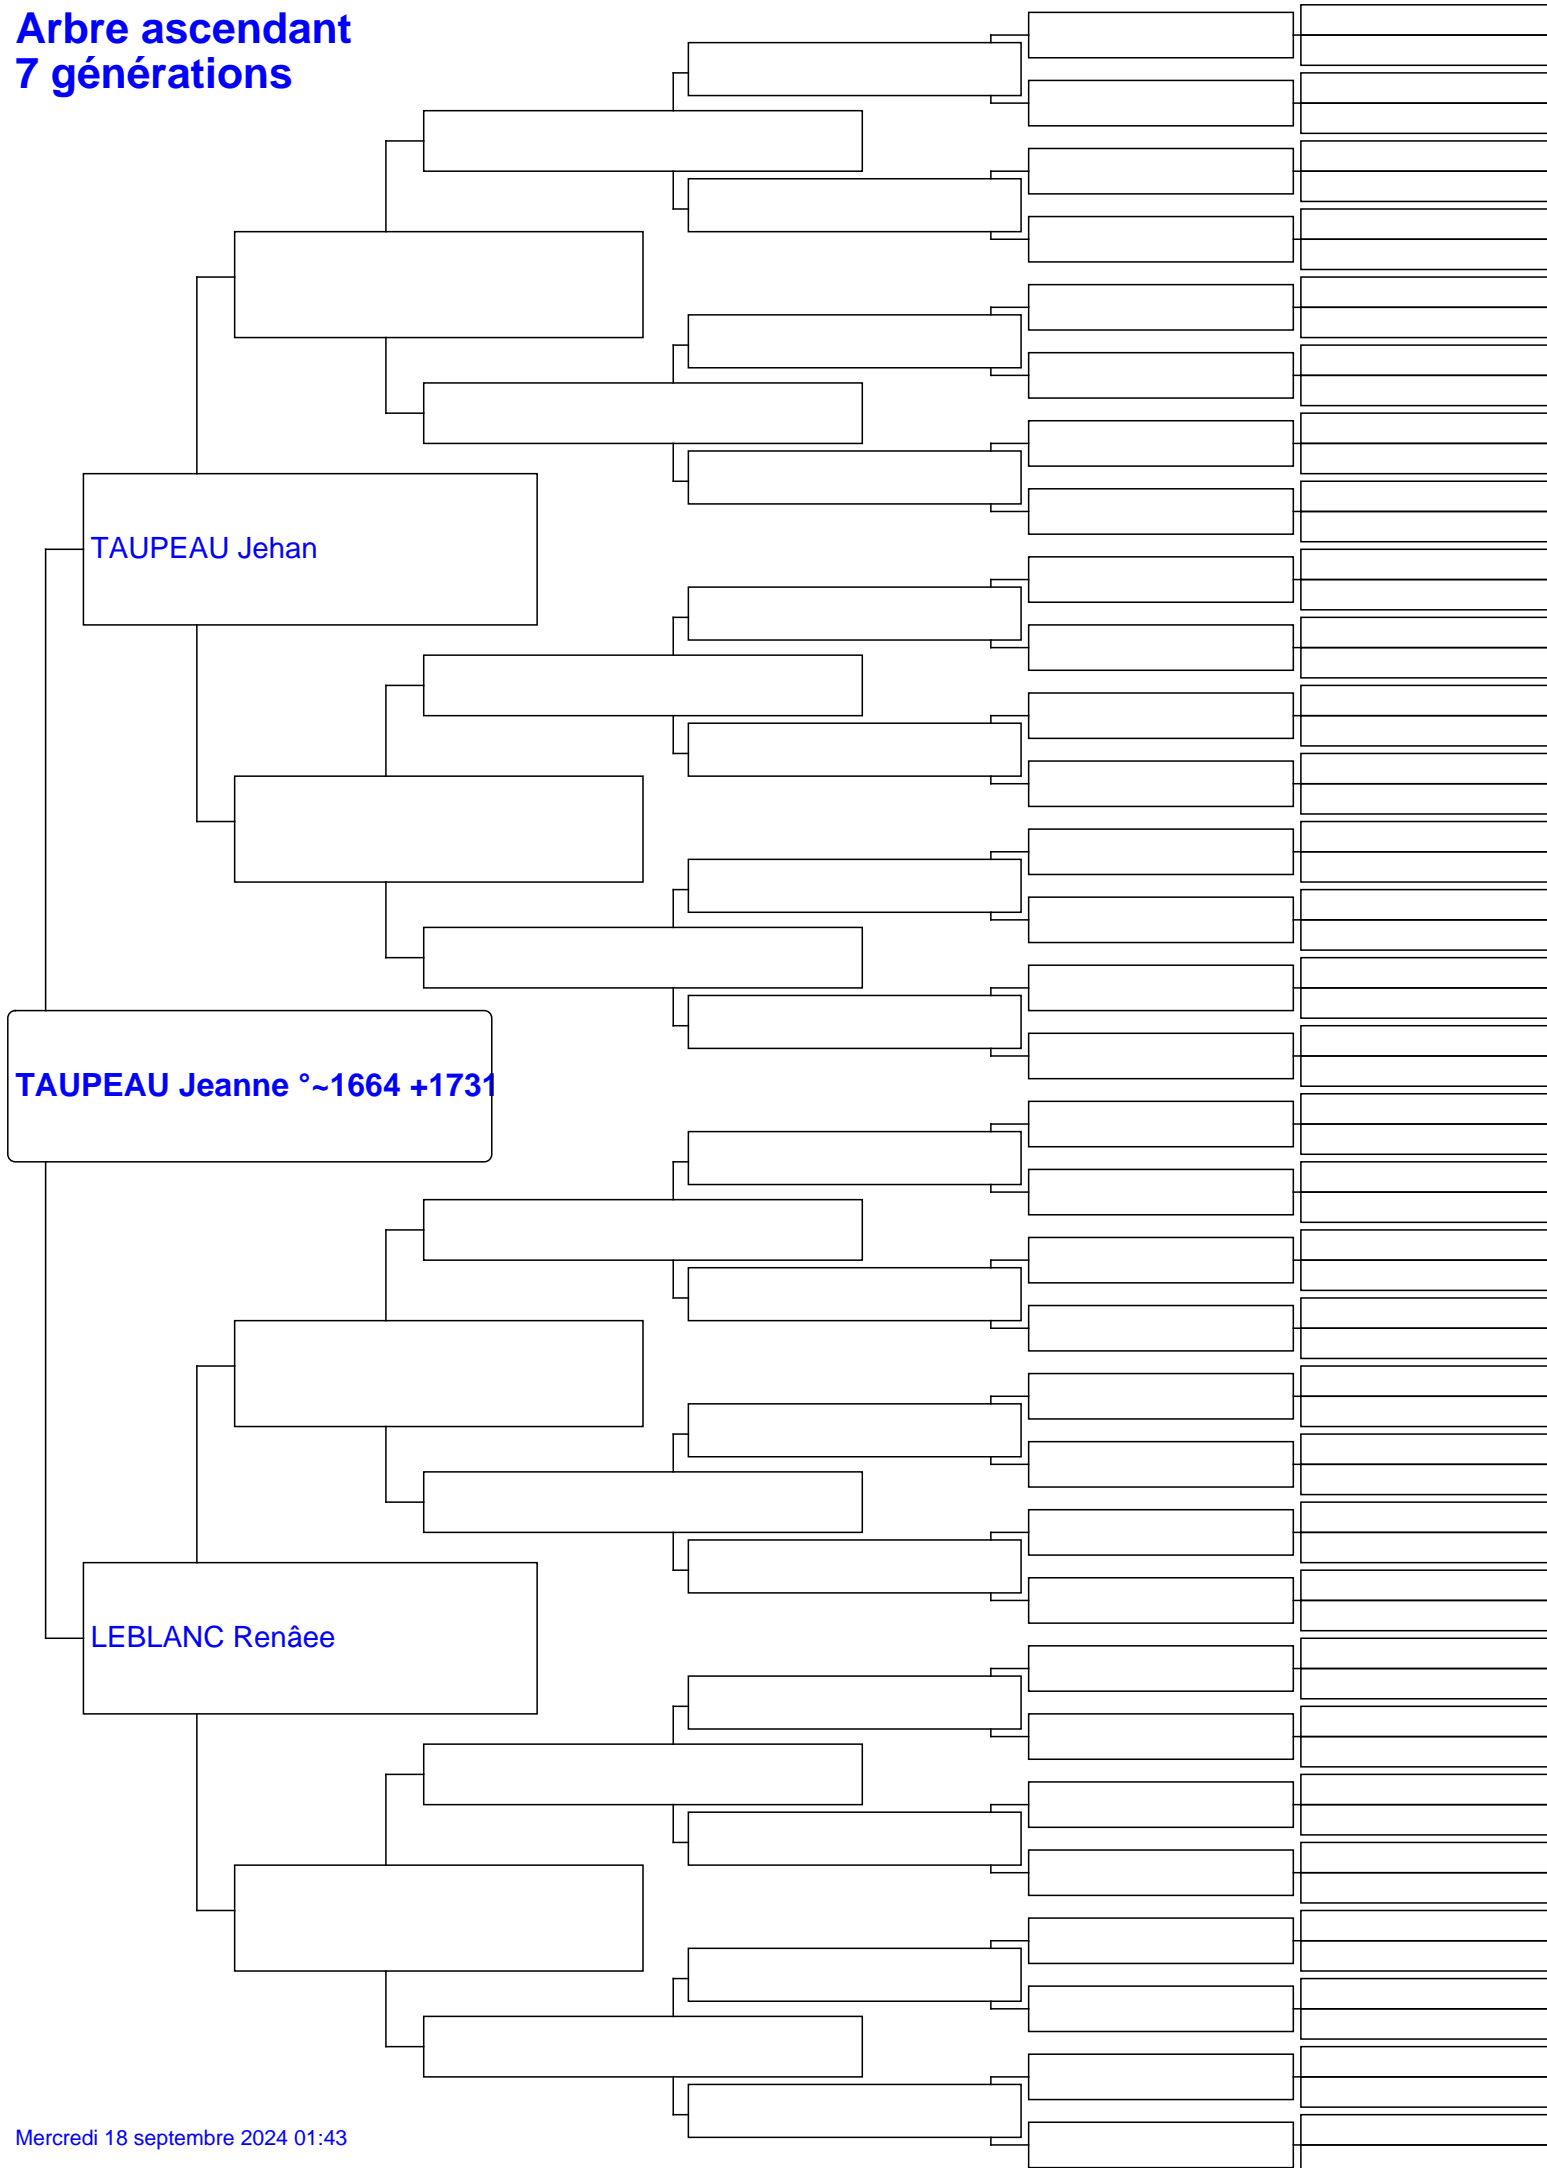 Arbre ascendant
7 générations
TAUPEAU Jehan
TAUPEAU Jeanne °~1664 +1731
LEBLANC Renâee
Mercredi 18 septembre 2024 01:43